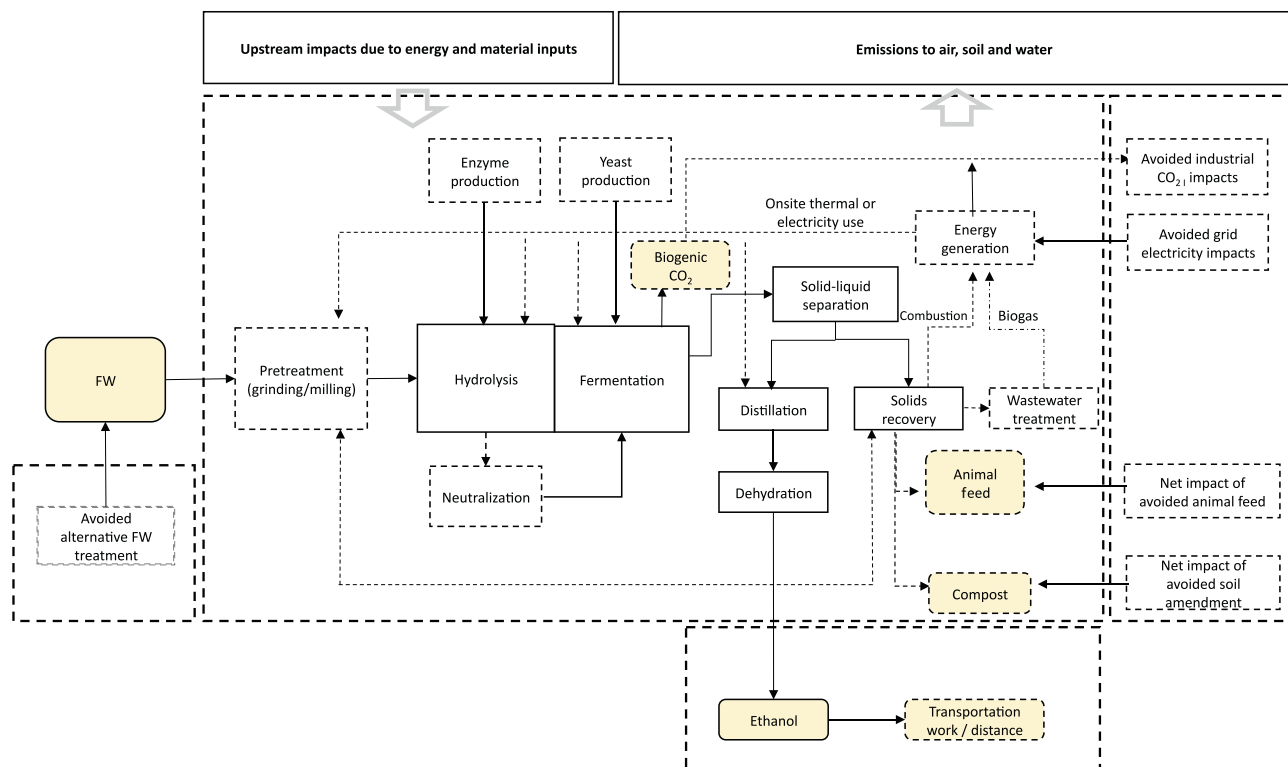 Upstream impacts due to energy and material inputs
Emissions to air, soil and water
Enzyme
production
Yeast
production
Avoided industrial
CO₂ I impacts
Onsite thermal or
electricity use
Energy
generation
Avoided grid
electricity impacts
Biogenic
CO₂
Solid-liquid
separation
Combustion
Biogas
FW
Pretreatment
(grinding/milling)
Hydrolysis
Fermentation
Distillation
Solids
recovery
Wastewater
treatment
Neutralization
Dehydration
Animal
feed
Net impact of
avoided animal feed
Avoided
alternative FW
treatment
Compost
Net impact of
avoided soil
amendment
Ethanol
Transportation
work / distance